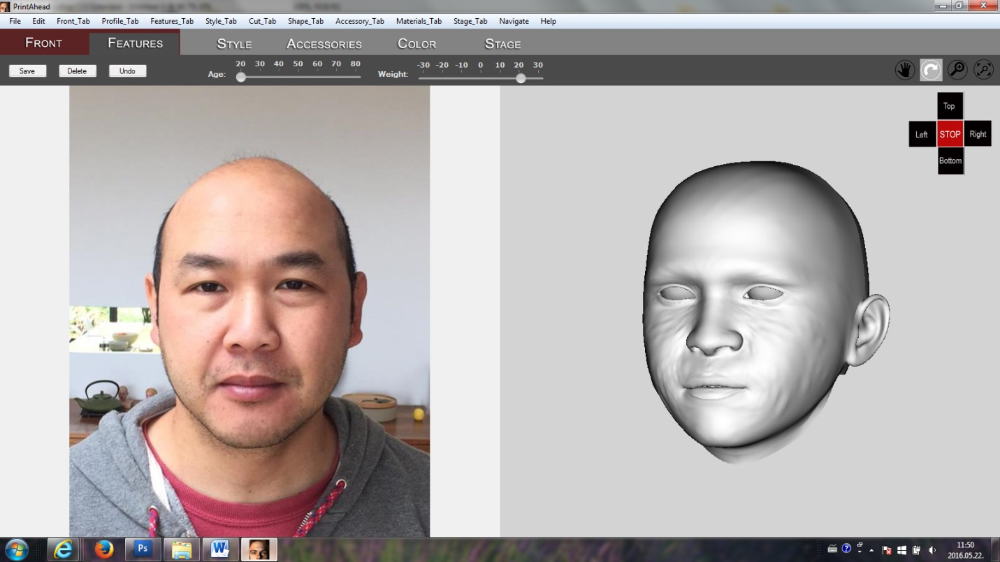 PrintAhead
File Edit Front_Tab Profile_Tab Features_Tab Style_Tab Cut_Tab Shape_Tab Accessory_Tab Materials_Tab Stage_Tab Navigate Help
FRONT FEATURES STYLE ACCESSORIES COLOR STAGE
Save Delete Undo
Age: 20 30 40 50 60 70 80
Weight: -30 -20 -10 0 10 20 30
Top
Left STOP Right
Bottom
Ps
W
11:50
2016.05.22.